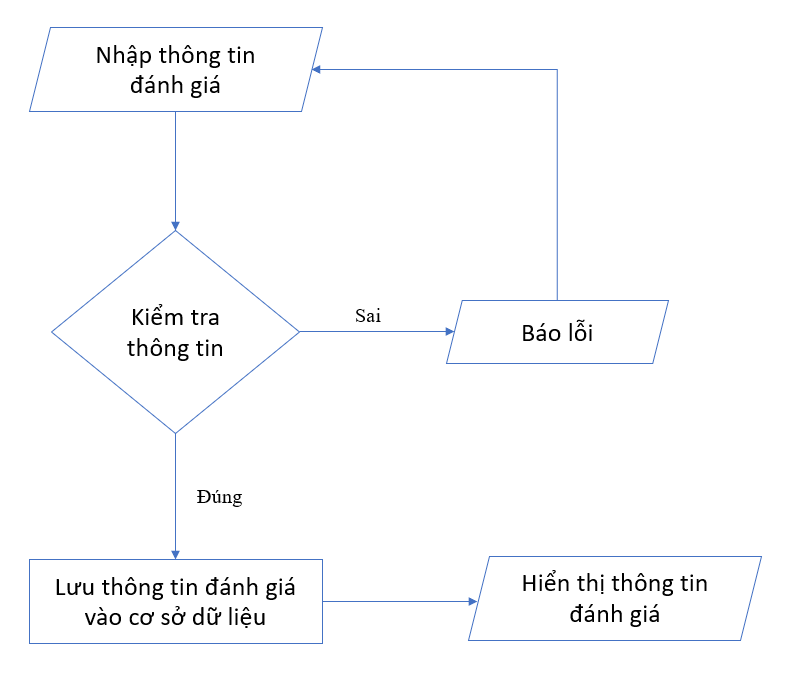 Nhập thông tin
đánh giá
Kiểm tra
thông tin
Sai
Báo lỗi
Đúng
Lưu thông tin đánh giá
vào cơ sở dữ liệu
Hiển thị thông tin
đánh giá